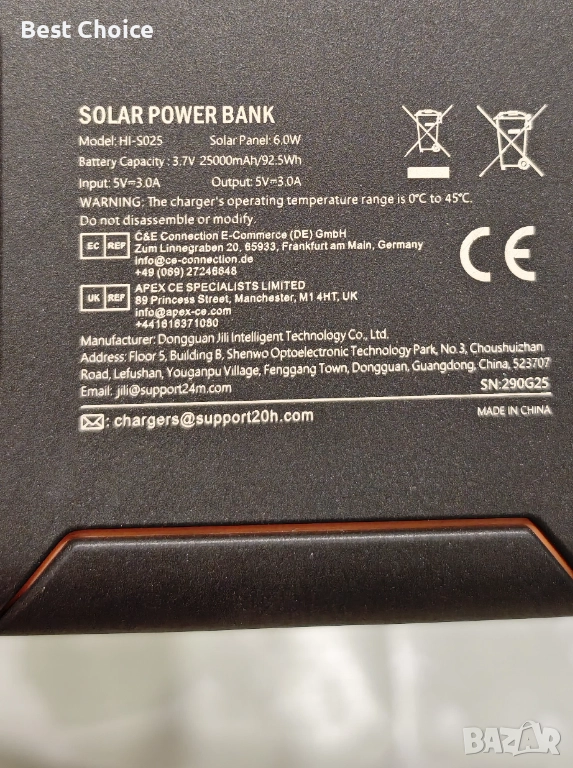 Best Choice
SOLAR POWER BANK
Model: HI-S025 Solar Panel: 6.0W
Battery Capacity: 3.7V 25000mAh/92.5Wh
Input: 5V=3.0A Output: 5V=3.0A
WARNING: The charger's operating temperature range is 0°C to 45°C.
Do not disassemble or modify.
EC REP C&E Connection E-Commerce (DE) GmbH
Zum Linnegraben 20, 65933, Frankfurt am Main, Germany
info@ce-connection.de
+49 (069) 27246648
UK REP APEX CE SPECIALISTS LIMITED
89 Princess Street, Manchester, M1 4HT, UK
info@apex-ce.com
+441616371080
CE
Manufacturer: Dongguan Jili Intelligent Technology Co., Ltd.
Address: Floor 5, Building B, Shenwo Optoelectronic Technology Park, No.3, Choushuizhan
Road, Lefushan, Youganpu Village, Fenggang Town, Dongguan, Guangdong, China, 523707
Email: jili@support24m.com SN:290G25
: chargers@support20h.com MADE IN CHINA
BAZAR